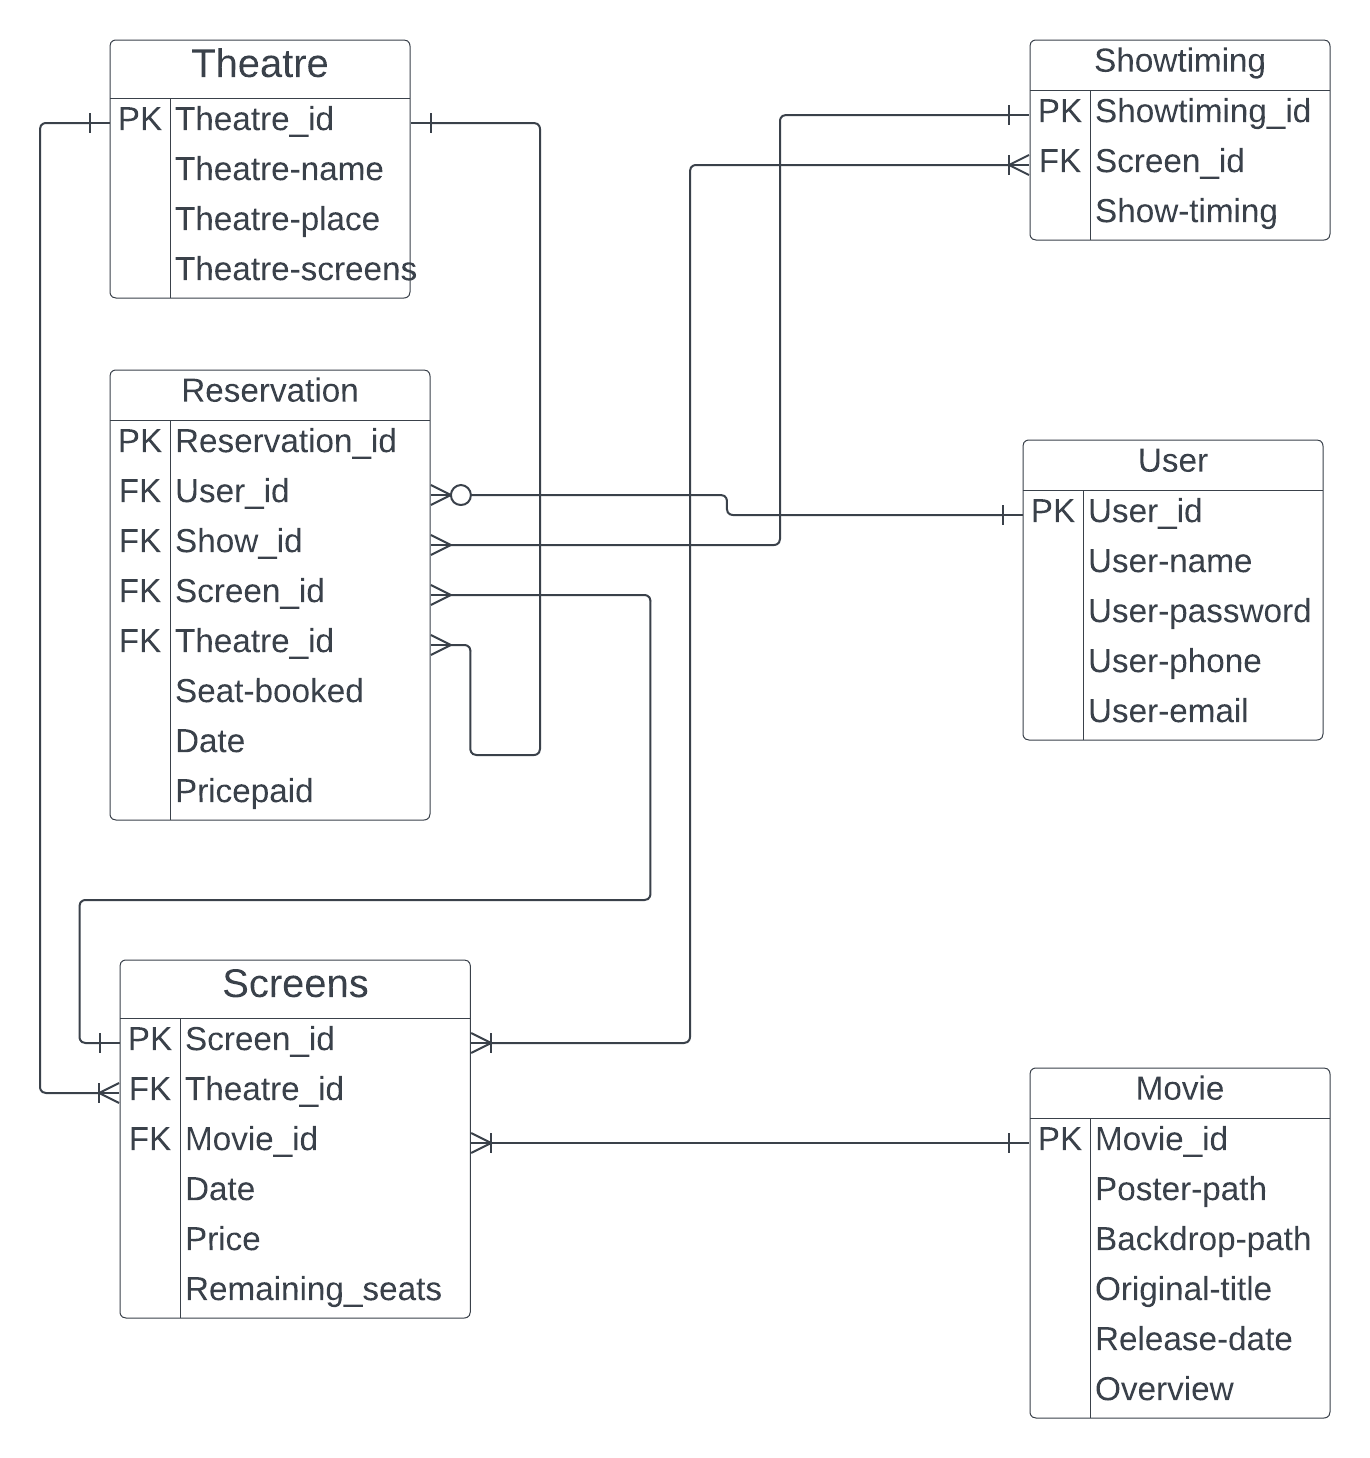 Theatre
PK Theatre_id
Theatre-name
Theatre-place
Theatre-screens
Showtiming
PK Showtiming_id
FK Screen_id
Show-timing
Reservation
PK Reservation_id
FK User_id
FK Show_id
FK Screen_id
FK Theatre_id
Seat-booked
Date
Pricepaid
User
PK User_id
User-name
User-password
User-phone
User-email
Screens
PK Screen_id
FK Theatre_id
FK Movie_id
Date
Price
Remaining_seats
Movie
PK Movie_id
Poster-path
Backdrop-path
Original-title
Release-date
Overview